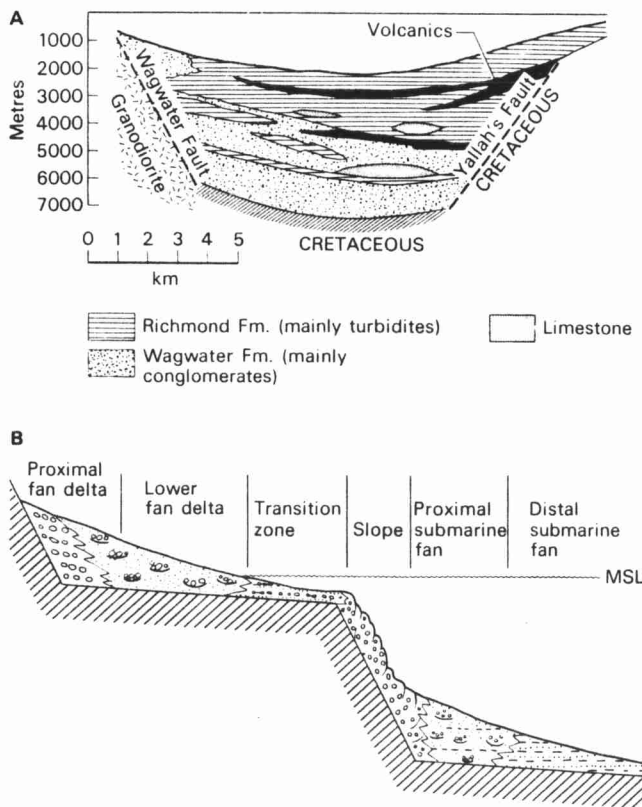 A
1000
2000
3000
4000
5000
6000
7000
Metres
Volcanics
Wagwater Fault
Granodiorite
Yallah's Fault
CRETACEOUS
CRETACEOUS
0 1 2 3 4 5
km
Richmond Fm. (mainly turbidites)
Limestone
Wagwater Fm. (mainly
conglomerates)
B
Proximal
fan delta
Lower
fan delta
Transition
zone
Slope
Proximal
submarine
fan
Distal
submarine
fan
MSL